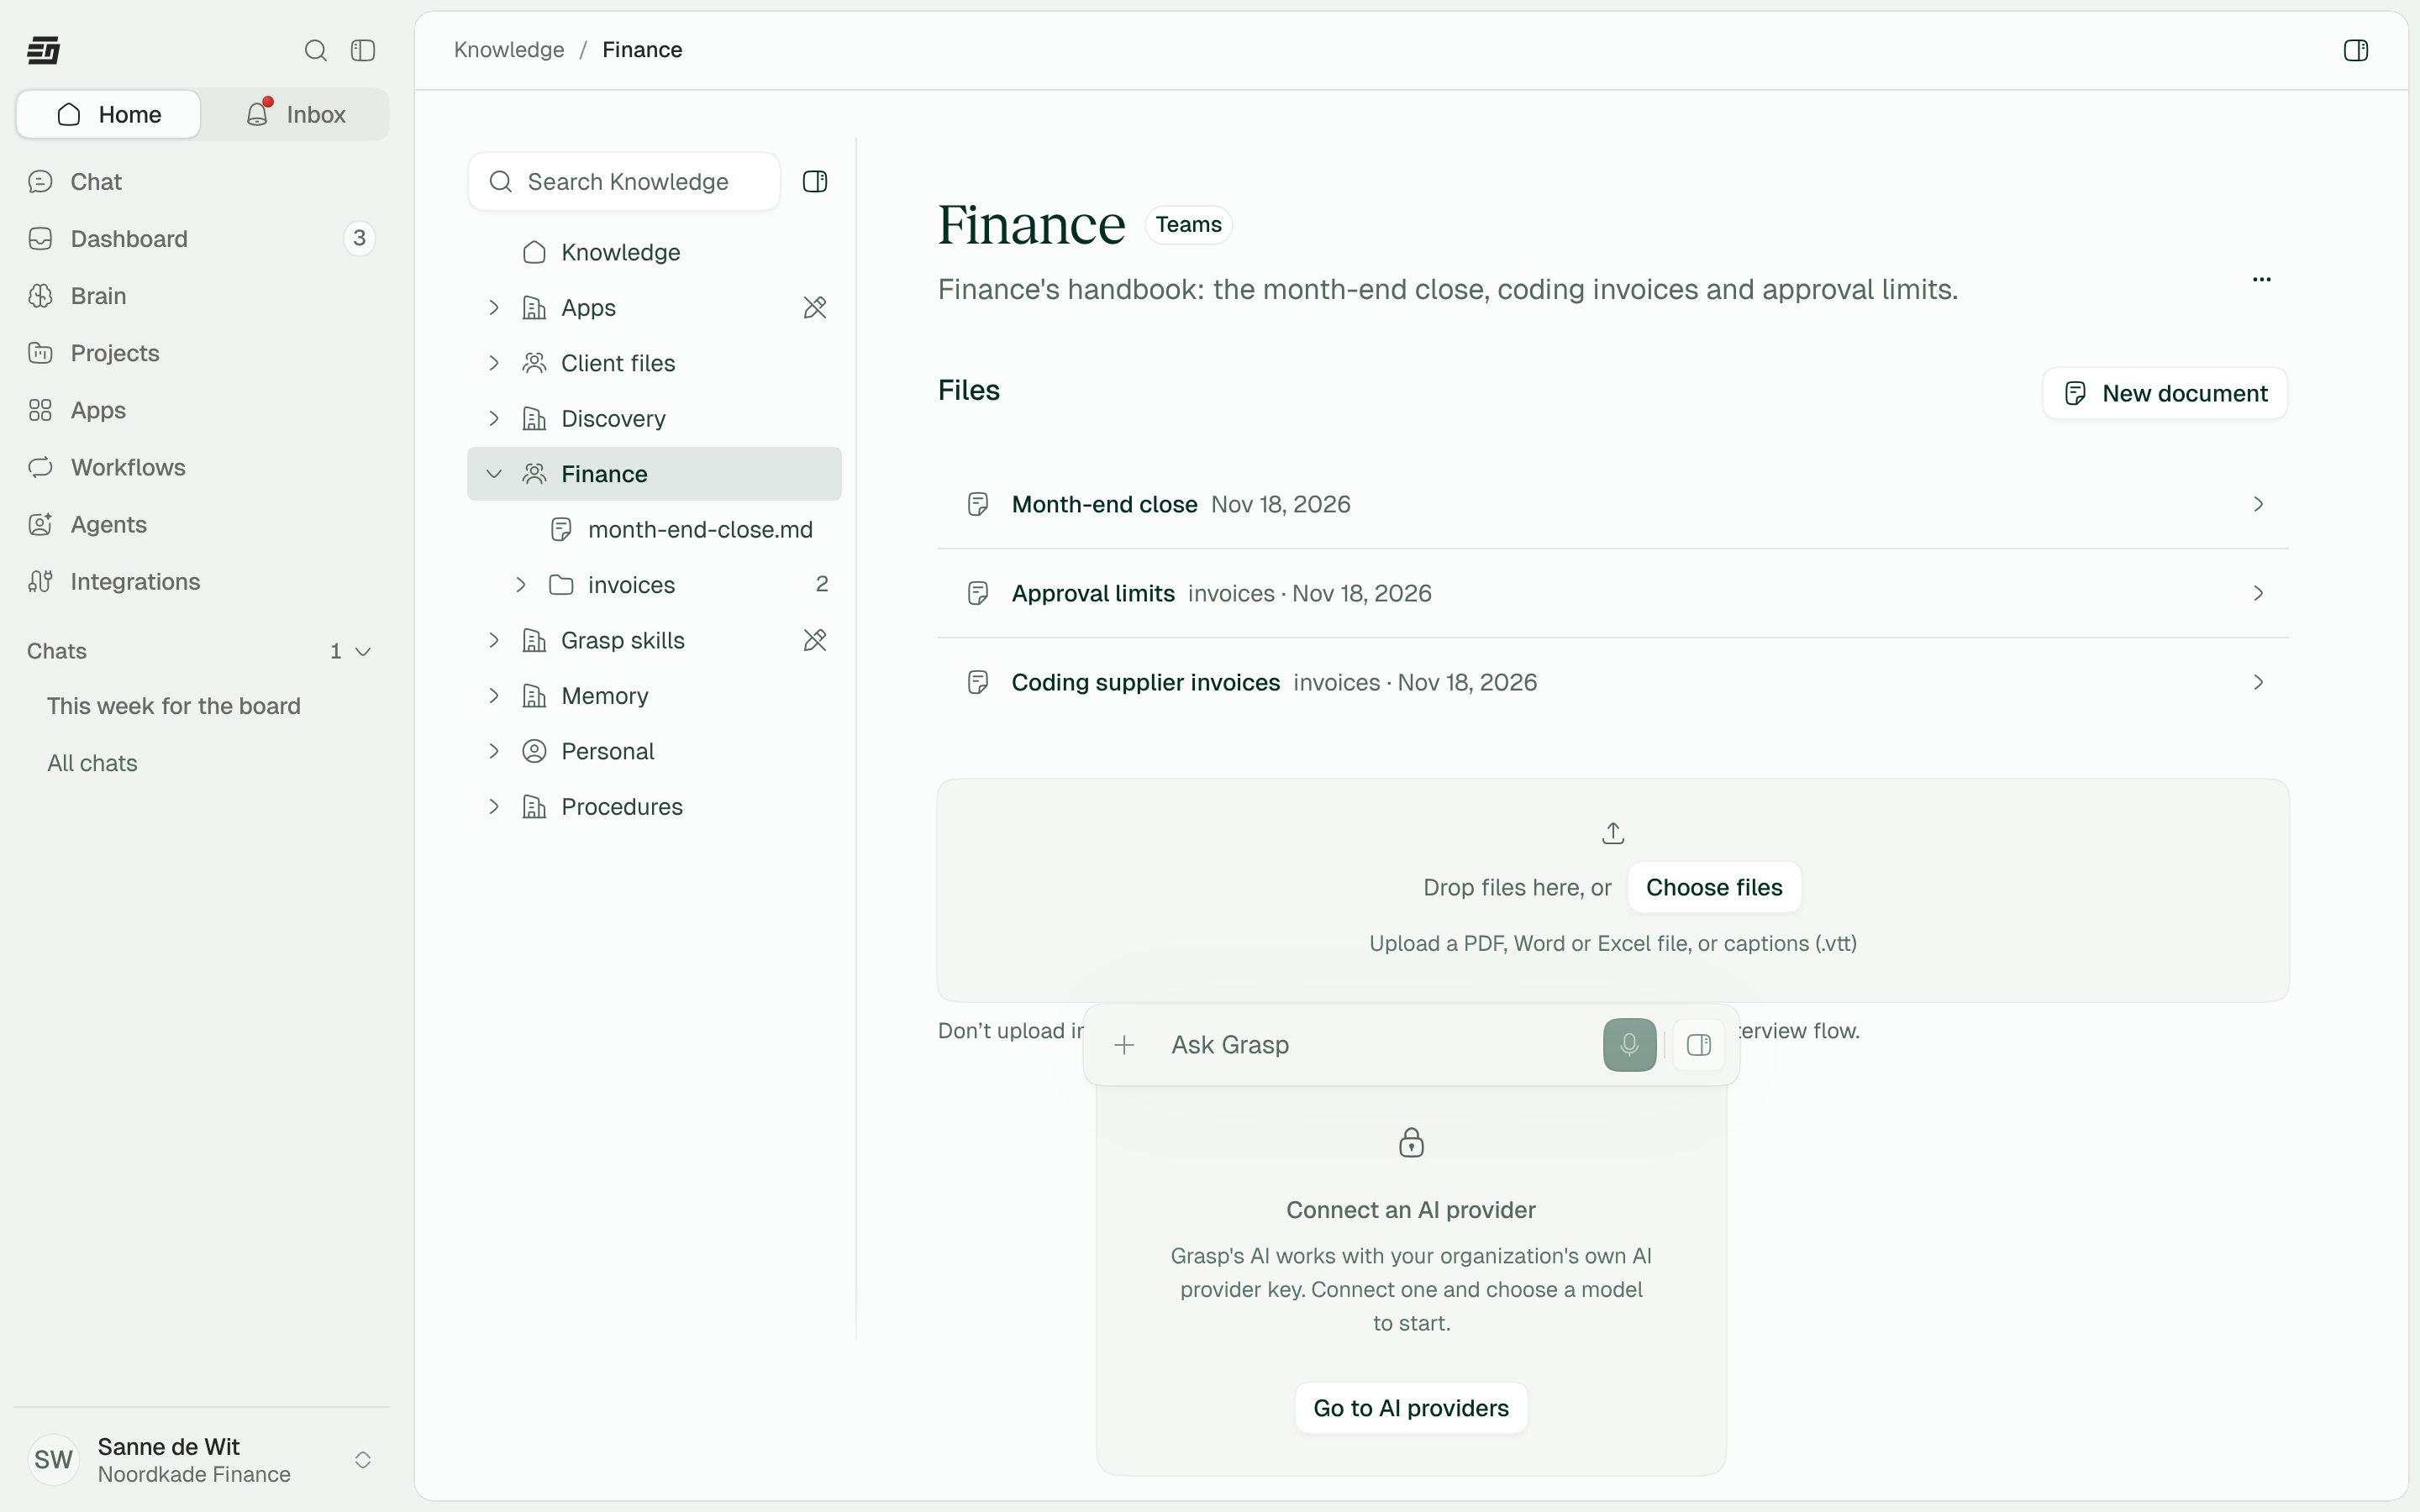 Home
Inbox
Chat
Dashboard
3
Brain
Projects
Apps
Workflows
Agents
Integrations
Chats
1
This week for the board
All chats
SW
Sanne de Wit
Noordkade Finance
Knowledge / Finance
Search Knowledge
Knowledge
Apps
Client files
Discovery
Finance
month-end-close.md
invoices
2
Grasp skills
Memory
Personal
Procedures
Finance
Teams
Finance's handbook: the month-end close, coding invoices and approval limits.
Files
New document
Month-end close Nov 18, 2026
Approval limits invoices · Nov 18, 2026
Coding supplier invoices invoices · Nov 18, 2026
Drop files here, or
Choose files
Upload a PDF, Word or Excel file, or captions (.vtt)
Don’t upload
flow.
Ask Grasp
Connect an AI provider
Grasp's AI works with your organization's own AI
provider key. Connect one and choose a model
to start.
Go to AI providers